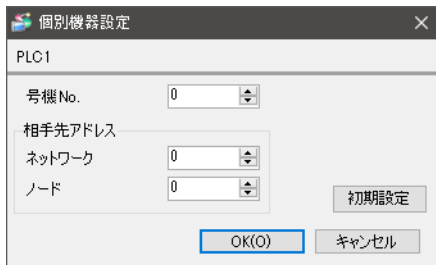 個別機器設定
PLC1
号機No. 0
相手先アドレス
ネットワーク 0
ノード 0
初期設定
OK(O) キャンセル